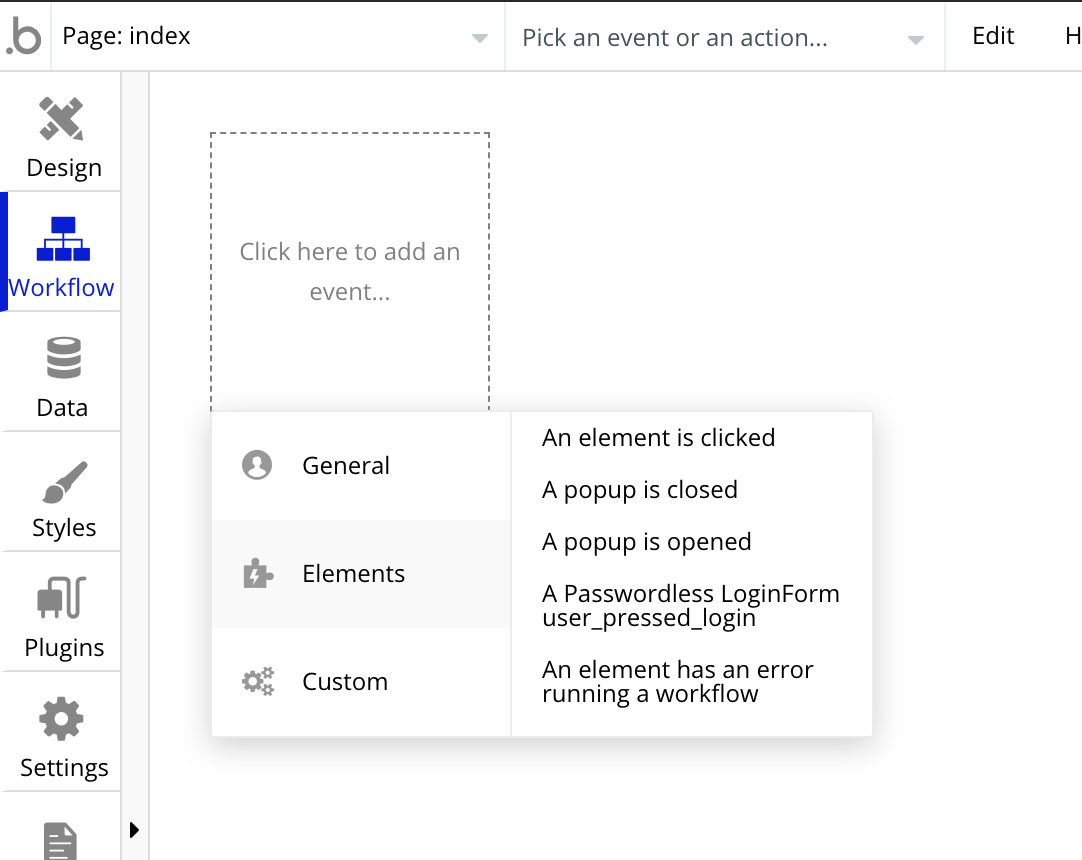 .b
Page: index
Pick an event or an action...
Edit
H
Design
Workflow
Data
Styles
Plugins
Settings
Click here to add an
event...
General
Elements
Custom
An element is clicked
A popup is closed
A popup is opened
A Passwordless LoginForm
user_pressed_login
An element has an error
running a workflow